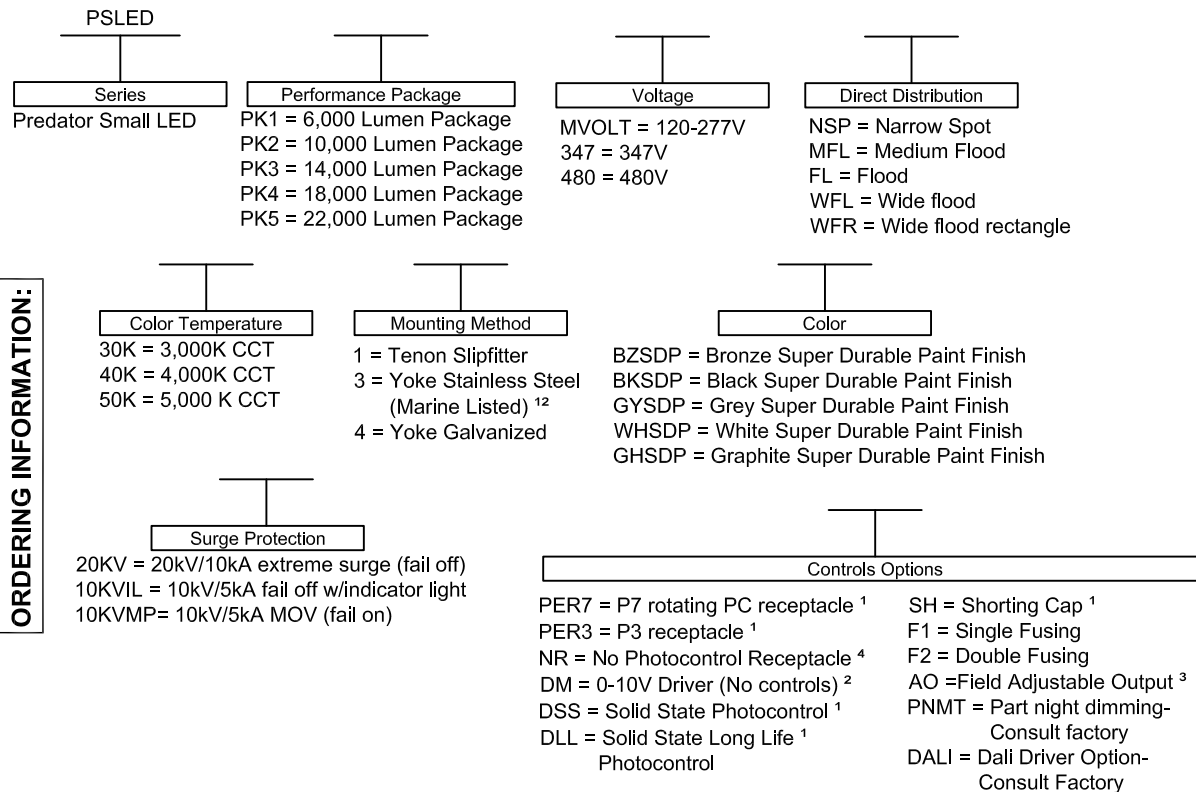 PSLED
Series
Predator Small LED
Performance Package
PK1 = 6,000 Lumen Package
PK2 = 10,000 Lumen Package
PK3 = 14,000 Lumen Package
PK4 = 18,000 Lumen Package
PK5 = 22,000 Lumen Package
Voltage
MVOLT = 120-277V
347 = 347V
480 = 480V
Direct Distribution
NSP = Narrow Spot
MFL = Medium Flood
FL = Flood
WFL = Wide flood
WFR = Wide flood rectangle
ORDERING INFORMATION:
Color Temperature
30K = 3,000K CCT
40K = 4,000K CCT
50K = 5,000 K CCT
Mounting Method
1 = Tenon Slipfitter
3 = Yoke Stainless Steel
(Marine Listed) ¹²
4 = Yoke Galvanized
Color
BZSDP = Bronze Super Durable Paint Finish
BKSDP = Black Super Durable Paint Finish
GYSDP = Grey Super Durable Paint Finish
WHSDP = White Super Durable Paint Finish
GHSDP = Graphite Super Durable Paint Finish
Surge Protection
20KV = 20kV/10kA extreme surge (fail off)
10KVIL = 10kV/5kA fail off w/indicator light
10KVMP= 10kV/5kA MOV (fail on)
Controls Options
PER7 = P7 rotating PC receptacle ¹
PER3 = P3 receptacle ¹
NR = No Photocontrol Receptacle ⁴
DM = 0-10V Driver (No controls) ²
DSS = Solid State Photocontrol ¹
DLL = Solid State Long Life ¹
Photocontrol
SH = Shorting Cap ¹
F1 = Single Fusing
F2 = Double Fusing
AO =Field Adjustable Output ³
PNMT = Part night dimming-
Consult factory
DALI = Dali Driver Option-
Consult Factory